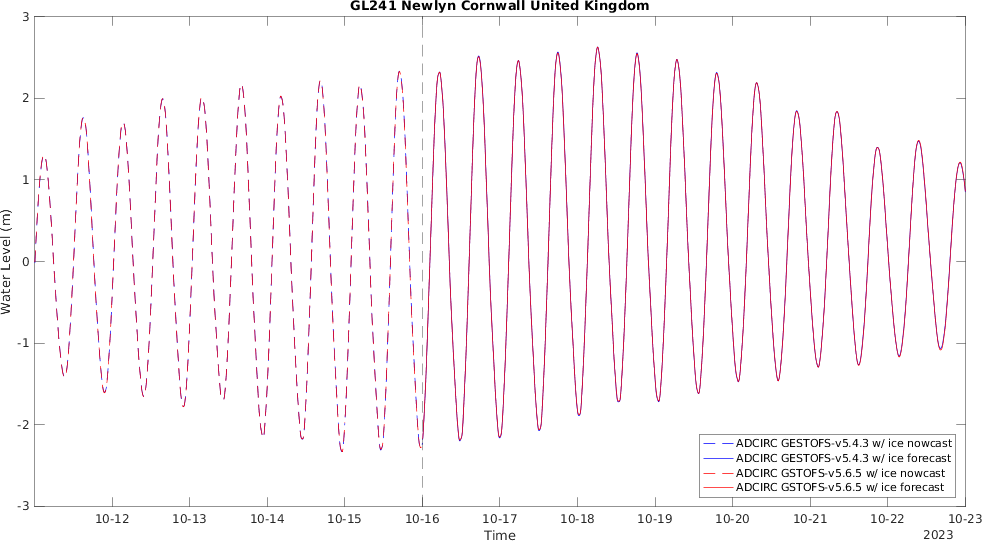 GL241 Newlyn Cornwall United Kingdom
3
2
1
0
-1
-2
-3
Water Level (m)
ADCIRC GESTOFS-v5.4.3 w/ ice nowcast
ADCIRC GESTOFS-v5.4.3 w/ ice forecast
ADCIRC GSTOFS-v5.6.5 w/ ice nowcast
ADCIRC GSTOFS-v5.6.5 w/ ice forecast
10-12 10-13 10-14 10-15 10-16 10-17 10-18 10-19 10-20 10-21 10-22 10-23
Time 2023